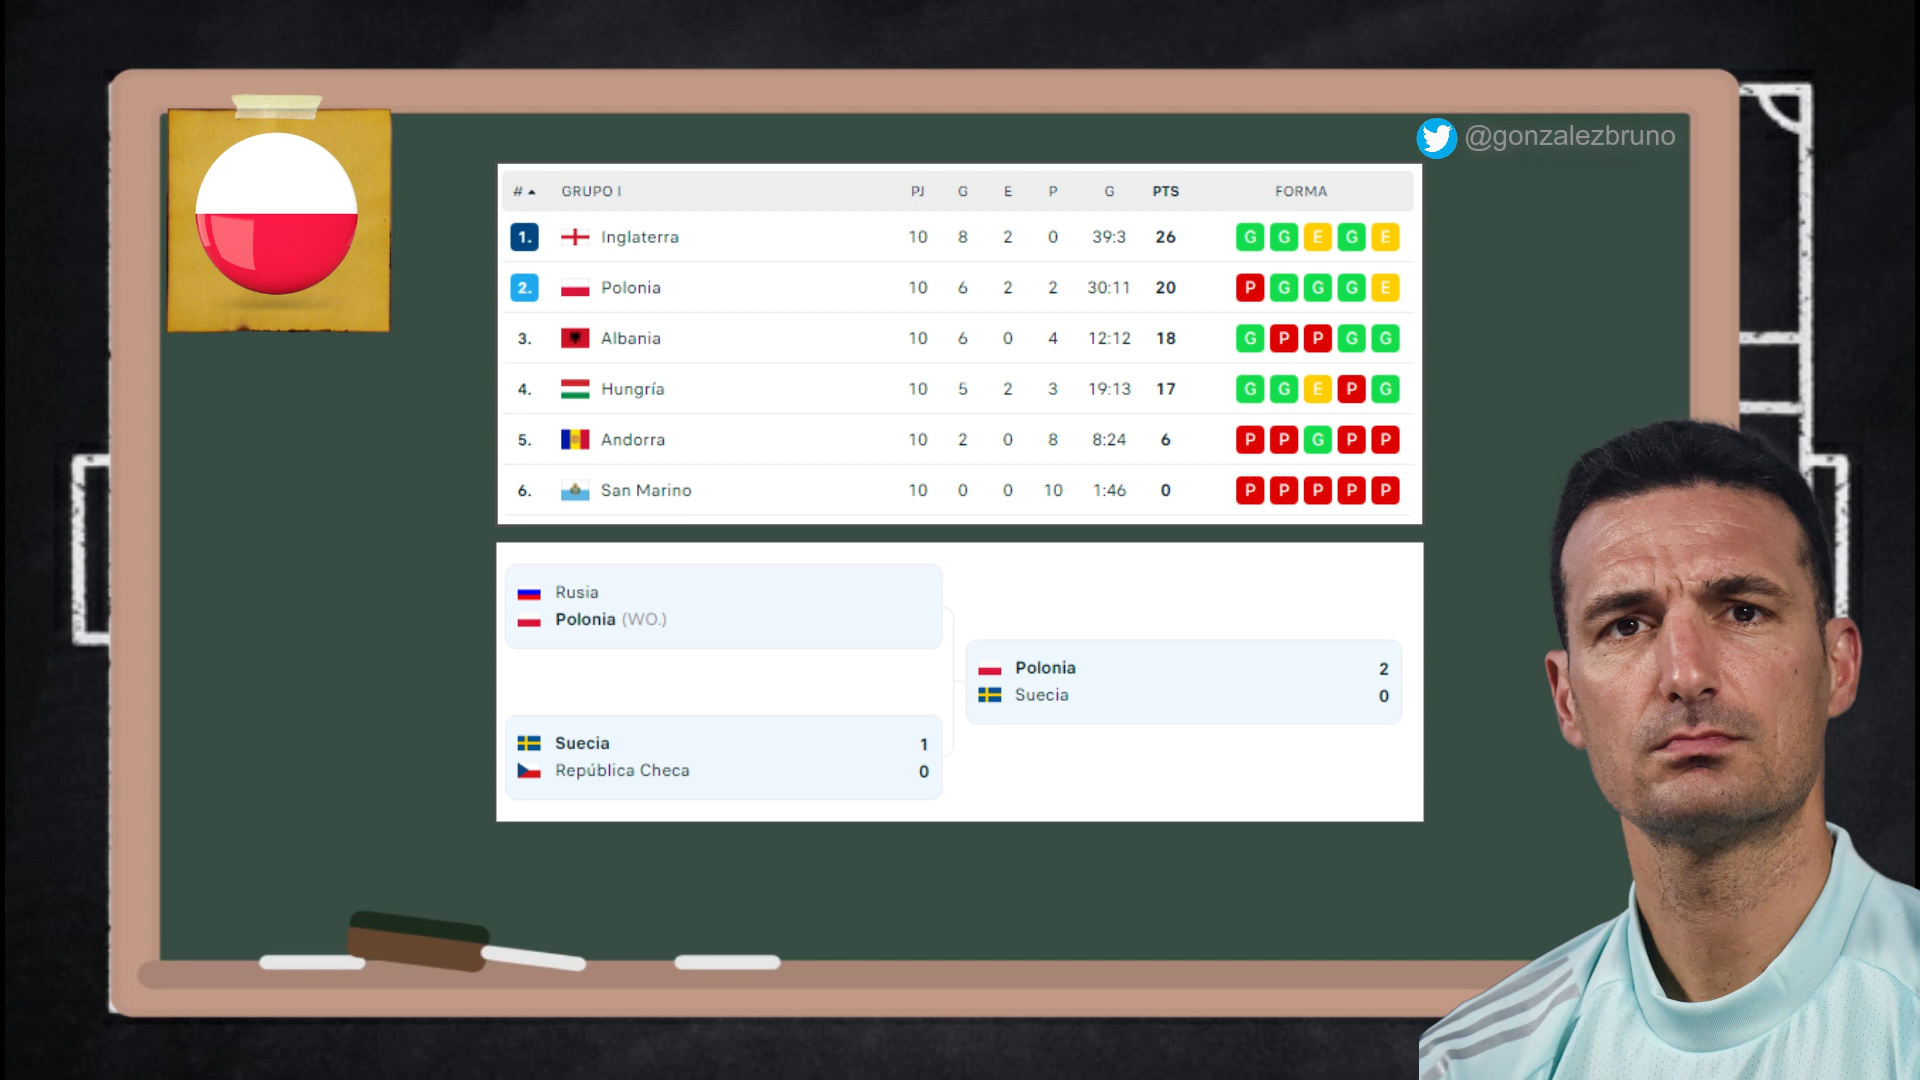 @gonzalezbruno
# GRUPO I PJ G E P G PTS FORMA
1. Inglaterra 10 8 2 0 39:3 26 G G E G E
2. Polonia 10 6 2 2 30:11 20 P G G G E
3. Albania 10 6 0 4 12:12 18 G P P G G
4. Hungría 10 5 2 3 19:13 17 G G E P G
5. Andorra 10 2 0 8 8:24 6 P P G P P
6. San Marino 10 0 0 10 1:46 0 P P P P P
Rusia
Polonia (WO.)
Polonia 2
Suecia 0
Suecia 1
República Checa 0